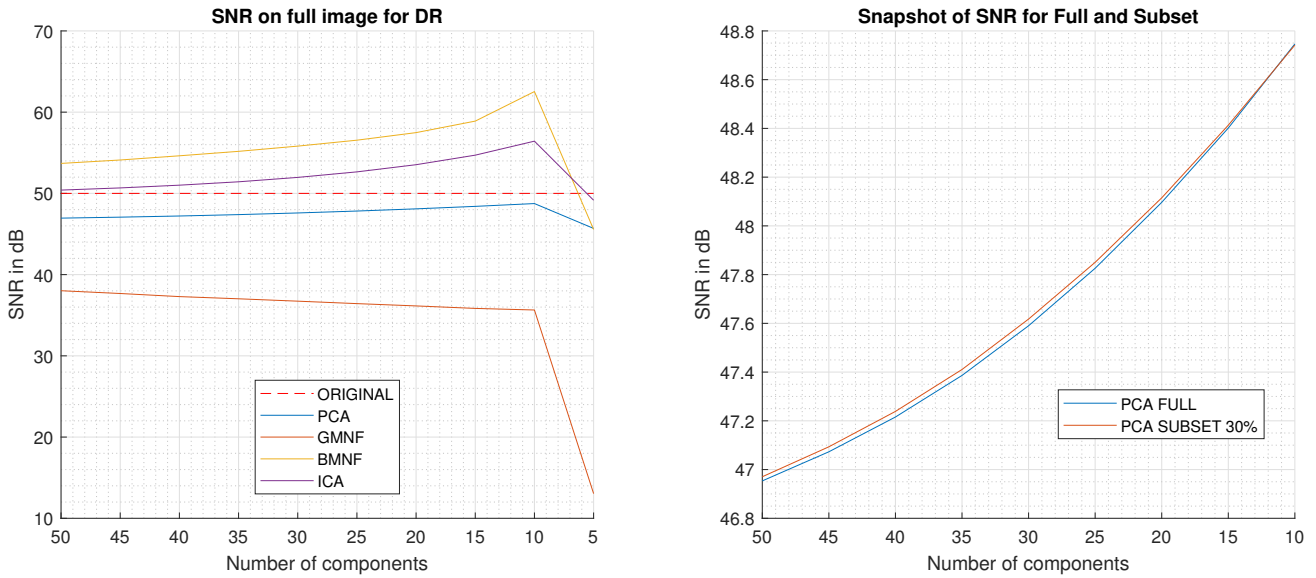 SNR on full image for DR
70
60
50
40
30
20
10
SNR in dB
50 45 40 35 30 25 20 15 10 5
Number of components
ORIGINAL
PCA
GMNF
BMNF
ICA
Snapshot of SNR for Full and Subset
48.8
48.6
48.4
48.2
48
47.8
47.6
47.4
47.2
47
46.8
SNR in dB
50 45 40 35 30 25 20 15 10
Number of components
PCA FULL
PCA SUBSET 30%